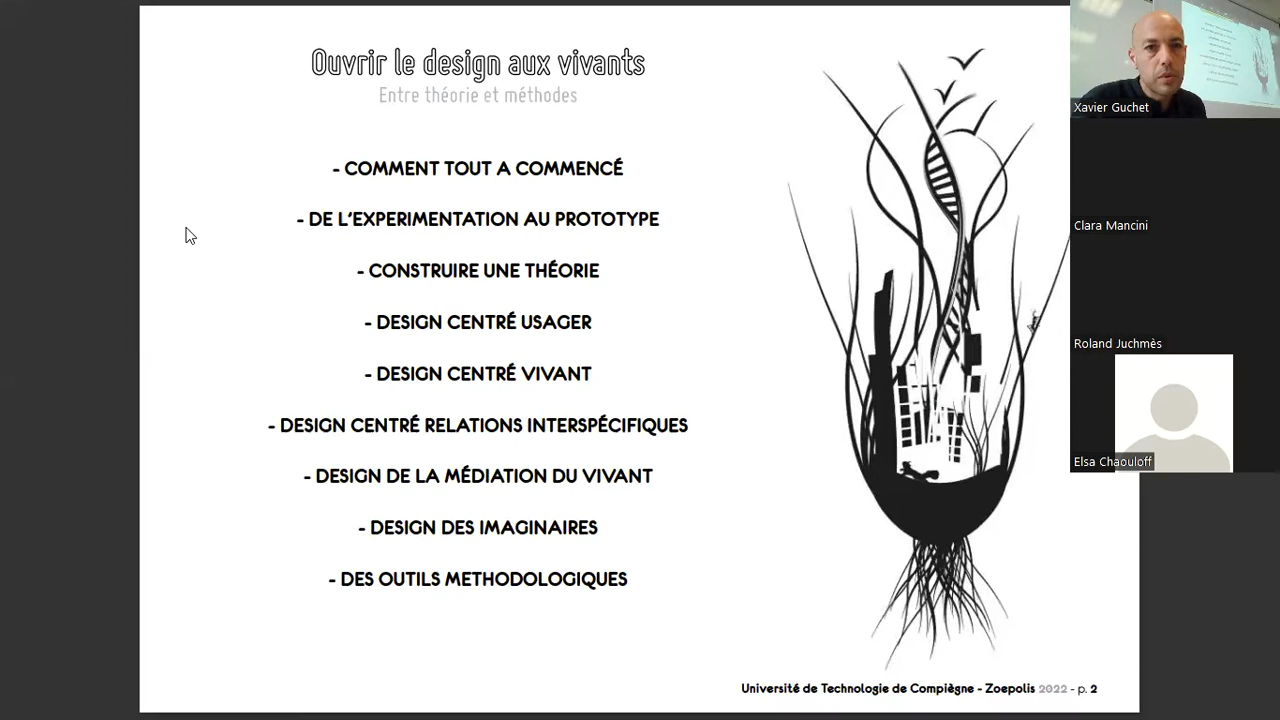 Ouvrir le design aux vivants
Entre théorie et méthodes
- COMMENT TOUT A COMMENCÉ
- DE L'EXPERIMENTATION AU PROTOTYPE
- CONSTRUIRE UNE THÉORIE
- DESIGN CENTRÉ USAGER
- DESIGN CENTRÉ VIVANT
- DESIGN CENTRÉ RELATIONS INTERSPÉCIFIQUES
- DESIGN DE LA MÉDIATION DU VIVANT
- DESIGN DES IMAGINAIRES
- DES OUTILS METHODOLOGIQUES
Université de Technologie de Compiègne - Zoepolis 2022 - p. 2
Xavier Guchet
Clara Mancini
Roland Juchmès
Elsa Chaouloff